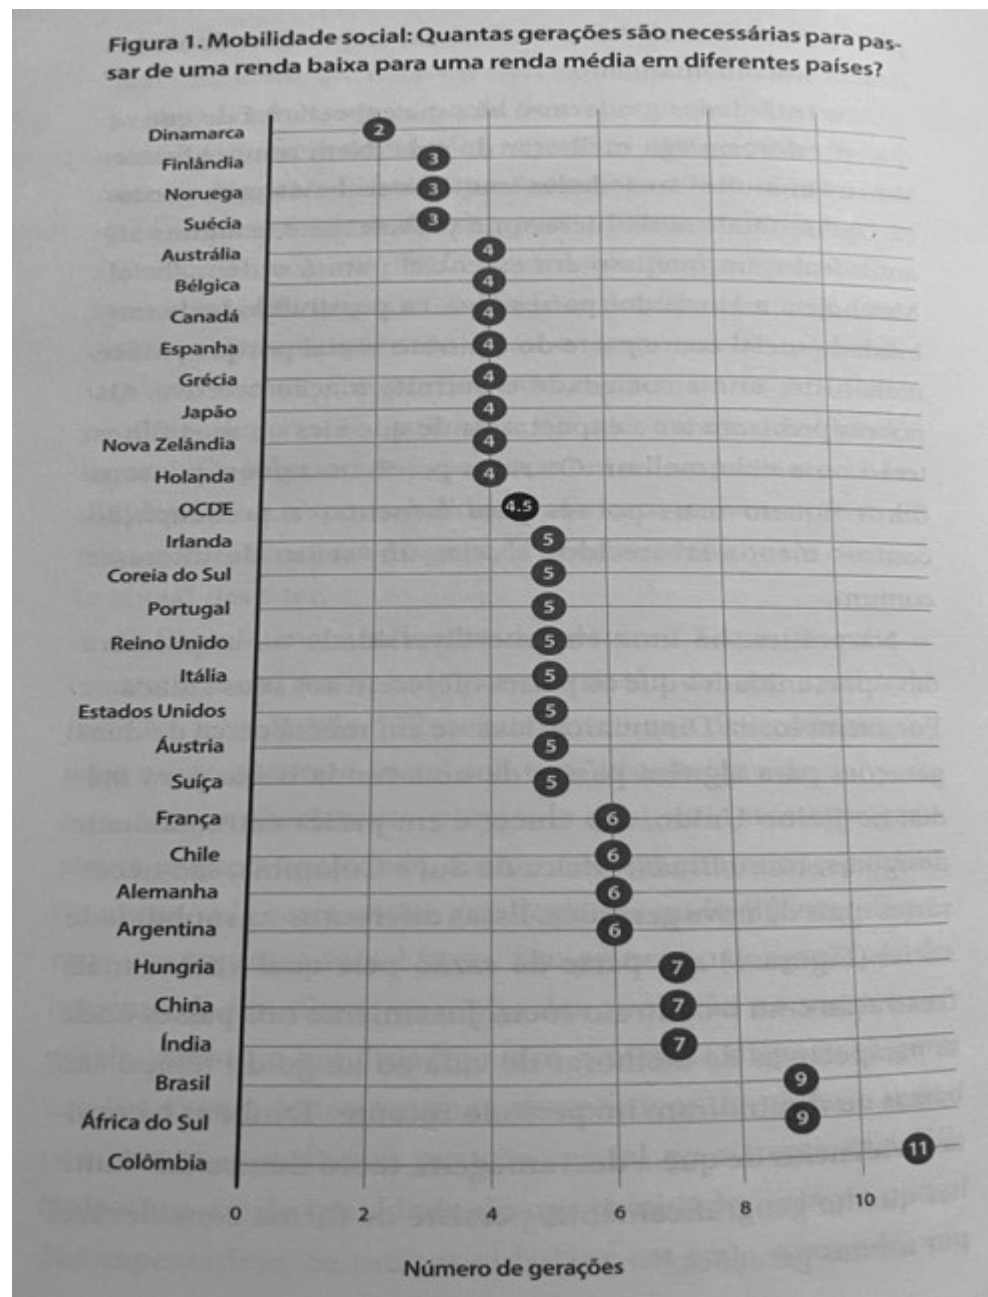 Figura 1. Mobilidade social: Quantas gerações são necessárias para pas-
sar de uma renda baixa para uma renda média em diferentes países?
Dinamarca 2
Finlândia 3
Noruega 3
Suécia 3
Austrália 4
Bélgica 4
Canadá 4
Espanha 4
Grécia 4
Japão 4
Nova Zelândia 4
Holanda 4
OCDE 4.5
Irlanda 5
Coreia do Sul 5
Portugal 5
Reino Unido 5
Itália 5
Estados Unidos 5
Áustria 5
Suíça 5
França 6
Chile 6
Alemanha 6
Argentina 6
Hungria 7
China 7
Índia 7
Brasil 9
África do Sul 9
Colômbia 11
0 2 4 6 8 10
Número de gerações